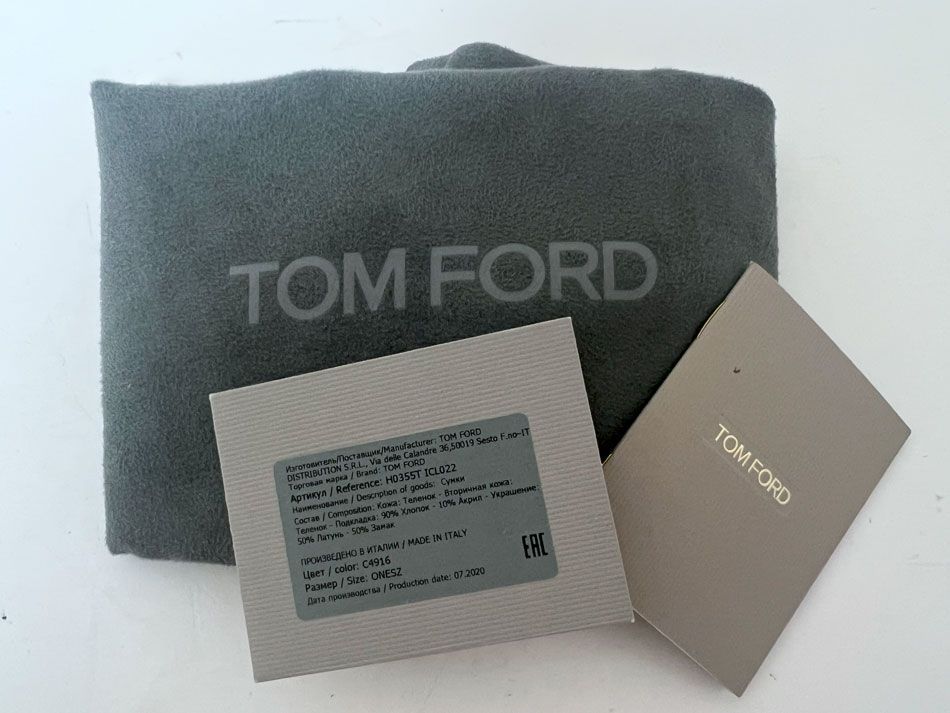 TOM FORD
Изготовитель/Поставщик/Manufacturer: TOM FORD
DISTRIBUTION S.R.L., Via delle Calandre 36,50019 Sesto F.no-IT
Торговая марка / Brand: TOM FORD
Артикул / Reference: H0355T ICL022
Наименование / Description of goods: Сумки
Состав / Composition: Кожа: Теленок - Вторичная кожа:
Теленок - Подкладка: 90% Хлопок - 10% Акрил - Украшение:
50% Латунь - 50% Замак
ПРОИЗВЕДЕНО В ИТАЛИИ / MADE IN ITALY
EAC
Цвет / color: C4916
Размер / Size: ONESZ
Дата производства / Production date: 07.2020
TOM FORD